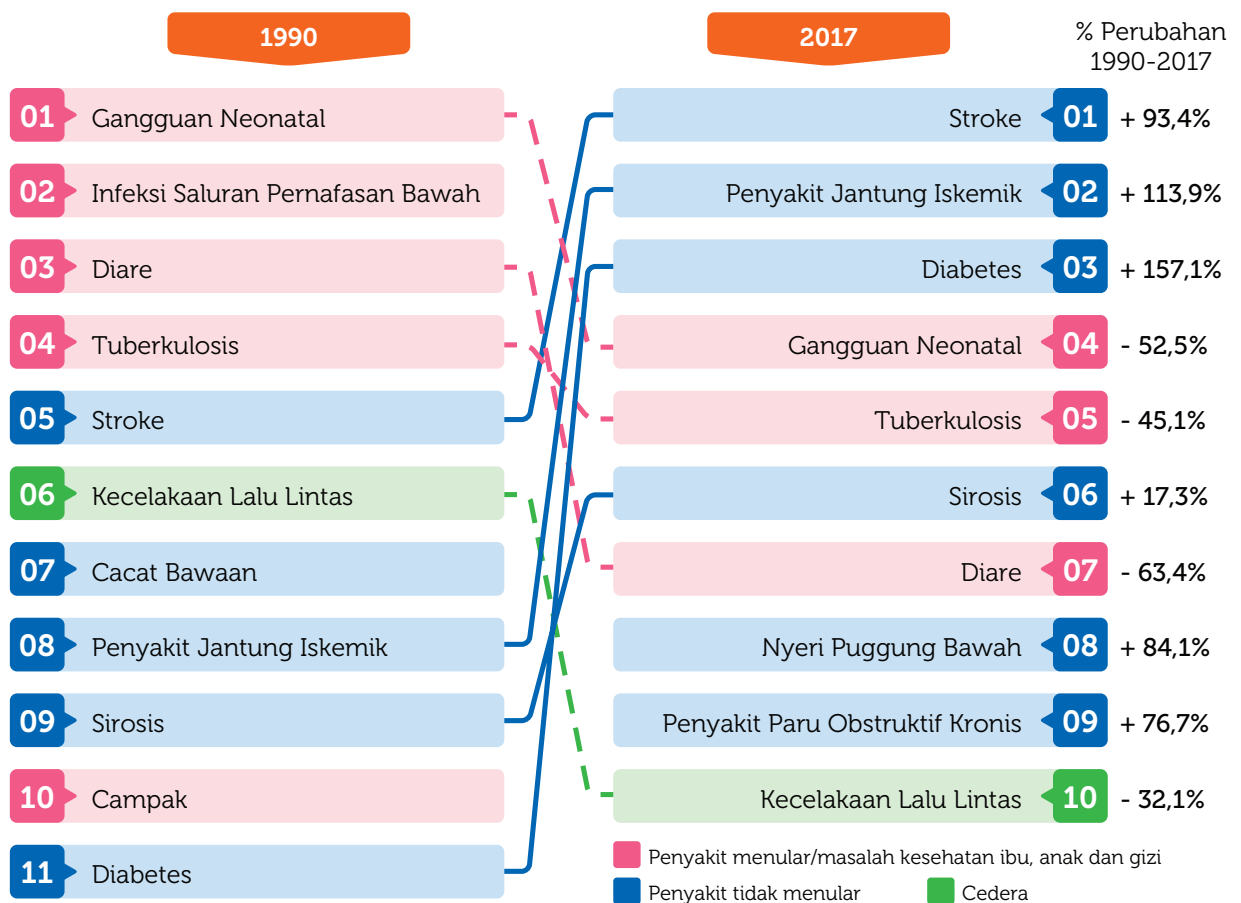 1990
01 Gangguan Neonatal
02 Infeksi Saluran Pernafasan Bawah
03 Diare
04 Tuberkulosis
05 Stroke
06 Kecelakaan Lalu Lintas
07 Cacat Bawaan
08 Penyakit Jantung Iskemik
09 Sirosis
10 Campak
11 Diabetes
2017
% Perubahan
1990-2017
Stroke 01 + 93,4%
Penyakit Jantung Iskemik 02 + 113,9%
Diabetes 03 + 157,1%
Gangguan Neonatal 04 - 52,5%
Tuberkulosis 05 - 45,1%
Sirosis 06 + 17,3%
Diare 07 - 63,4%
Nyeri Puggung Bawah 08 + 84,1%
Penyakit Paru Obstruktif Kronis 09 + 76,7%
Kecelakaan Lalu Lintas 10 - 32,1%
Penyakit menular/masalah kesehatan ibu, anak dan gizi
Penyakit tidak menular
Cedera